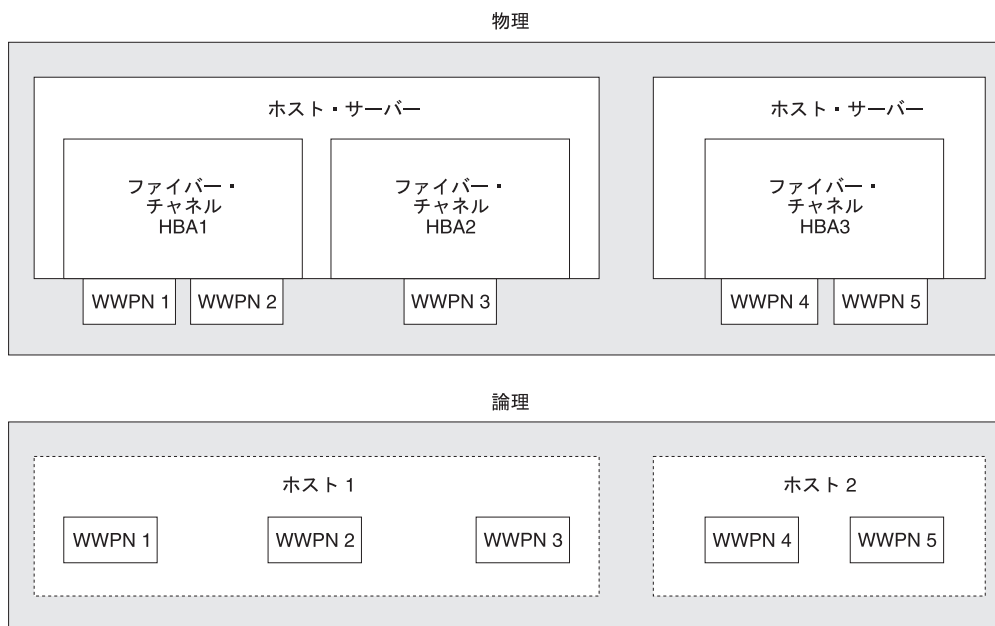 物理
ホスト・サーバー
ファイバー・
チャネル
HBA1
ファイバー・
チャネル
HBA2
WWPN 1
WWPN 2
WWPN 3
ホスト・サーバー
ファイバー・
チャネル
HBA3
WWPN 4
WWPN 5
論理
ホスト 1
WWPN 1
WWPN 2
WWPN 3
ホスト 2
WWPN 4
WWPN 5